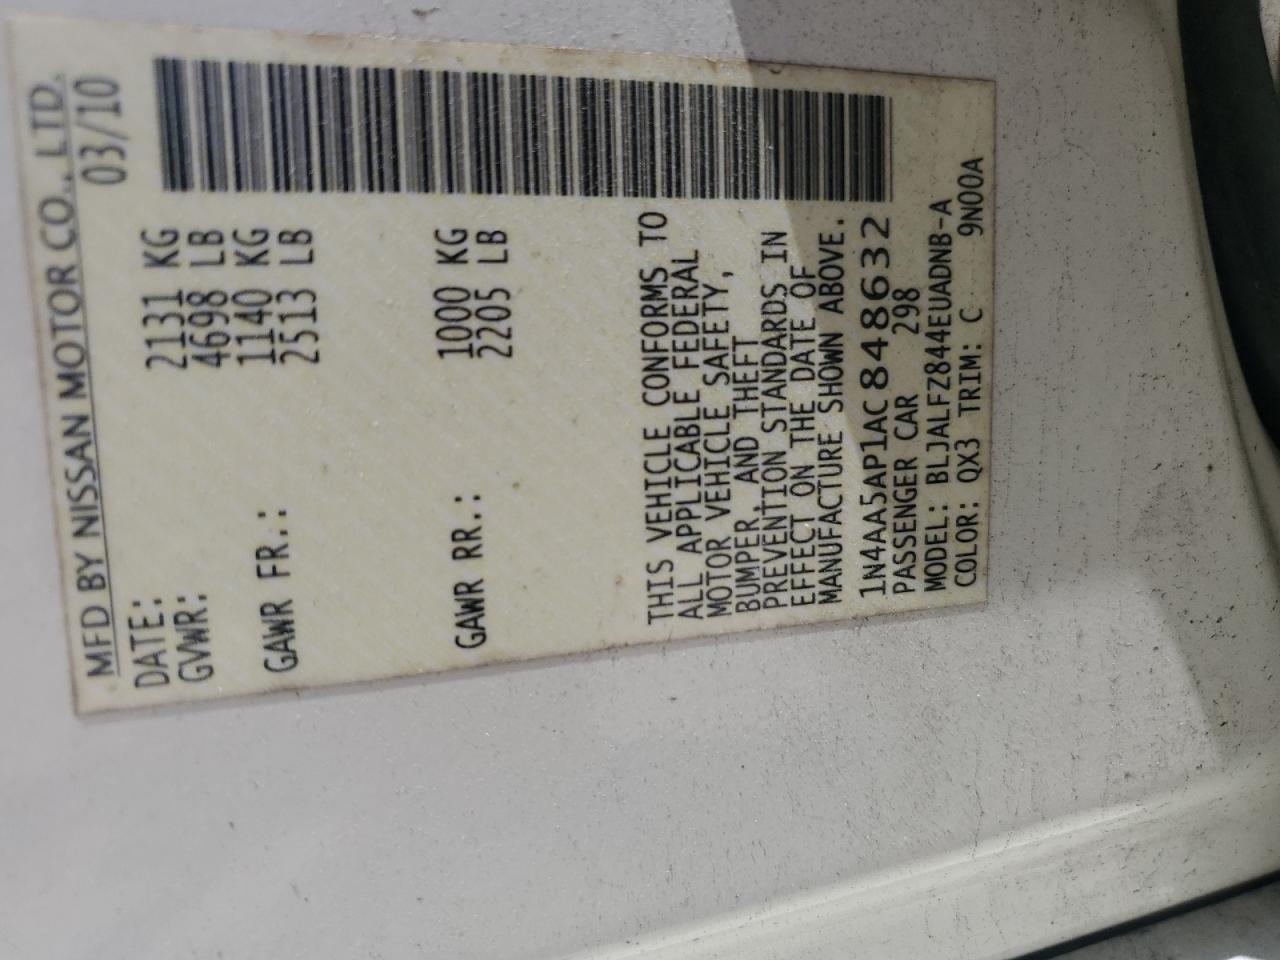 MFD BY NISSAN MOTOR CO., LTD.
DATE: 03/10
GVWR: 2131 KG
4698 LB
GAWR FR.: 1140 KG
2513 LB
GAWR RR.: 1000 KG
2205 LB
THIS VEHICLE CONFORMS TO
ALL APPLICABLE FEDERAL
MOTOR VEHICLE SAFETY,
BUMPER, AND THEFT
PREVENTION STANDARDS IN
EFFECT ON THE DATE OF
MANUFACTURE SHOWN ABOVE.
1N4AA5AP1AC848632
PASSENGER CAR 298
MODEL: BLJALFZ844EUADNB-A
COLOR: QX3 TRIM: C 9N00A